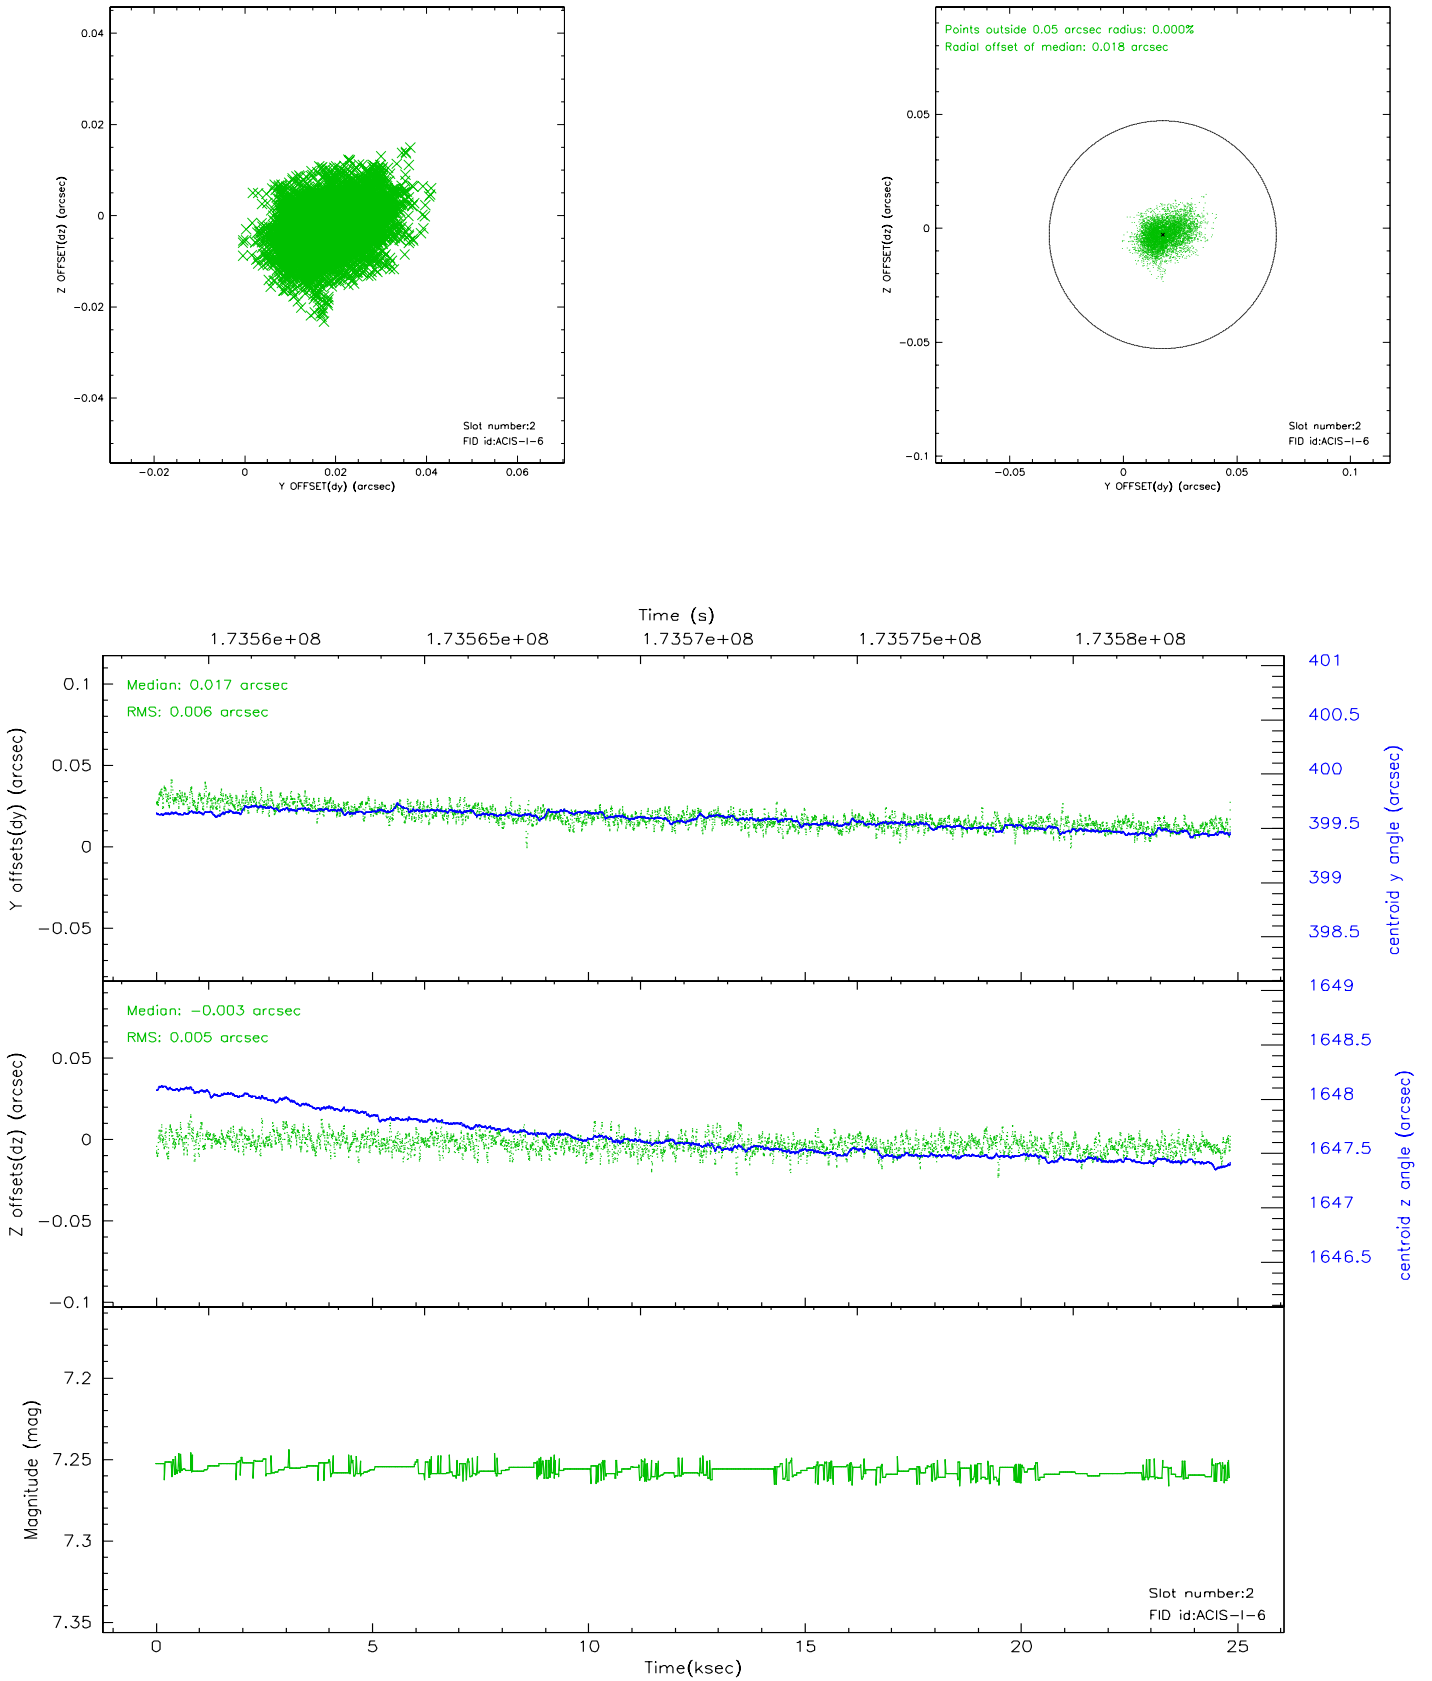 0.04
0.02
0
−0.02
−0.04
Z OFFSET(dz) (arcsec)
Slot number:2
FID id:ACIS−I−6
−0.02 0 0.02 0.04 0.06
Y OFFSET(dy) (arcsec)
Points outside 0.05 arcsec radius: 0.000%
Radial offset of median: 0.018 arcsec
0.05
0
−0.05
−0.1
Z OFFSET(dz) (arcsec)
Slot number:2
FID id:ACIS−I−6
−0.05 0 0.05 0.1
Y OFFSET(dy) (arcsec)
Time (s)
1.7356e+08 1.73565e+08 1.7357e+08 1.73575e+08 1.7358e+08
Median: 0.017 arcsec
RMS: 0.006 arcsec
0.1
0.05
0
−0.05
Y offsets(dy) (arcsec)
401
400.5
400
399.5
399
398.5
centroid y angle (arcsec)
Median: −0.003 arcsec
RMS: 0.005 arcsec
0.05
0
−0.05
−0.1
Z offsets(dz) (arcsec)
1649
1648.5
1648
1647.5
1647
1646.5
centroid z angle (arcsec)
7.2
7.25
7.3
7.35
Magnitude (mag)
Slot number:2
FID id:ACIS−I−6
0 5 10 15 20 25
Time(ksec)